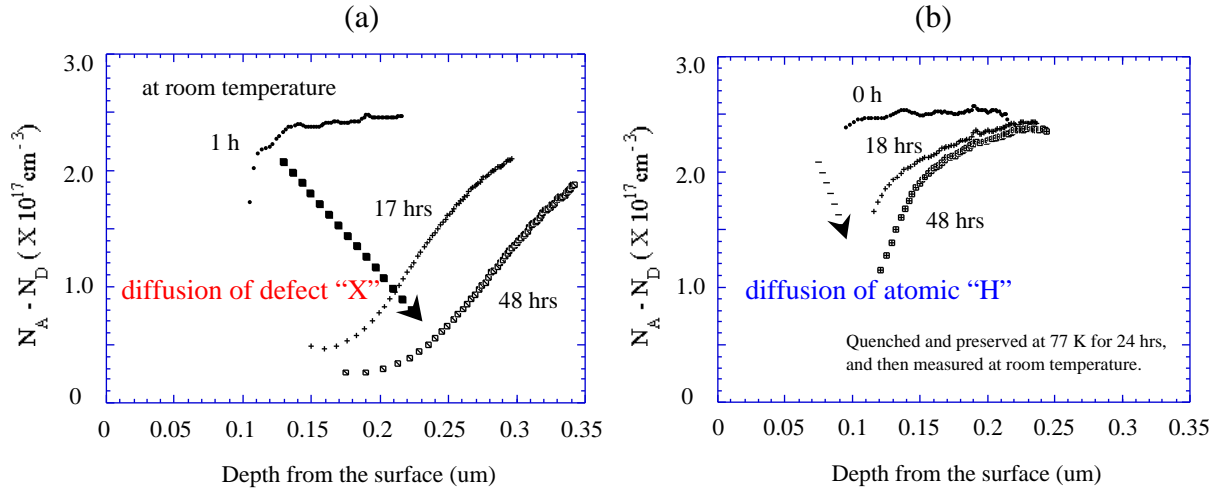 (a)
3.0
2.0
1.0
0
N_A - N_D ( X 10^17 cm^-3)
at room temperature
1 h
17 hrs
48 hrs
diffusion of defect “X”
0 0.05 0.1 0.15 0.2 0.25 0.3 0.35
Depth from the surface (um)
(b)
3.0
2.0
1.0
0
N_A - N_D ( X 10^17 cm^-3)
0 h
18 hrs
48 hrs
diffusion of atomic “H”
Quenched and preserved at 77 K for 24 hrs,
and then measured at room temperature.
0 0.05 0.1 0.15 0.2 0.25 0.3 0.35
Depth from the surface (um)